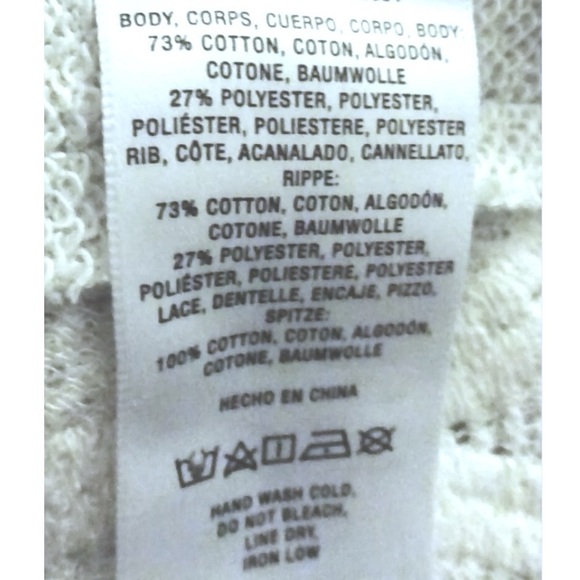 BODY, CORPS, CUERPO, CORPO, BODY:
73% COTTON, COTON, ALGODÓN,
COTONE, BAUMWOLLE
27% POLYESTER, POLYESTER,
POLIÉSTER, POLIESTERE, POLYESTER
RIB, CÔTE, ACANALADO, CANNELLATO,
RIPPE:
73% COTTON, COTON, ALGODÓN,
COTONE, BAUMWOLLE
27% POLYESTER, POLYESTER,
POLIÉSTER, POLIESTERE, POLYESTER
LACE, DENTELLE, ENCAJE, PIZZO,
SPITZE:
100% COTTON, COTON, ALGODÓN,
COTONE, BAUMWOLLE
HECHO EN CHINA
HAND WASH COLD,
DO NOT BLEACH,
LINE DRY,
IRON LOW